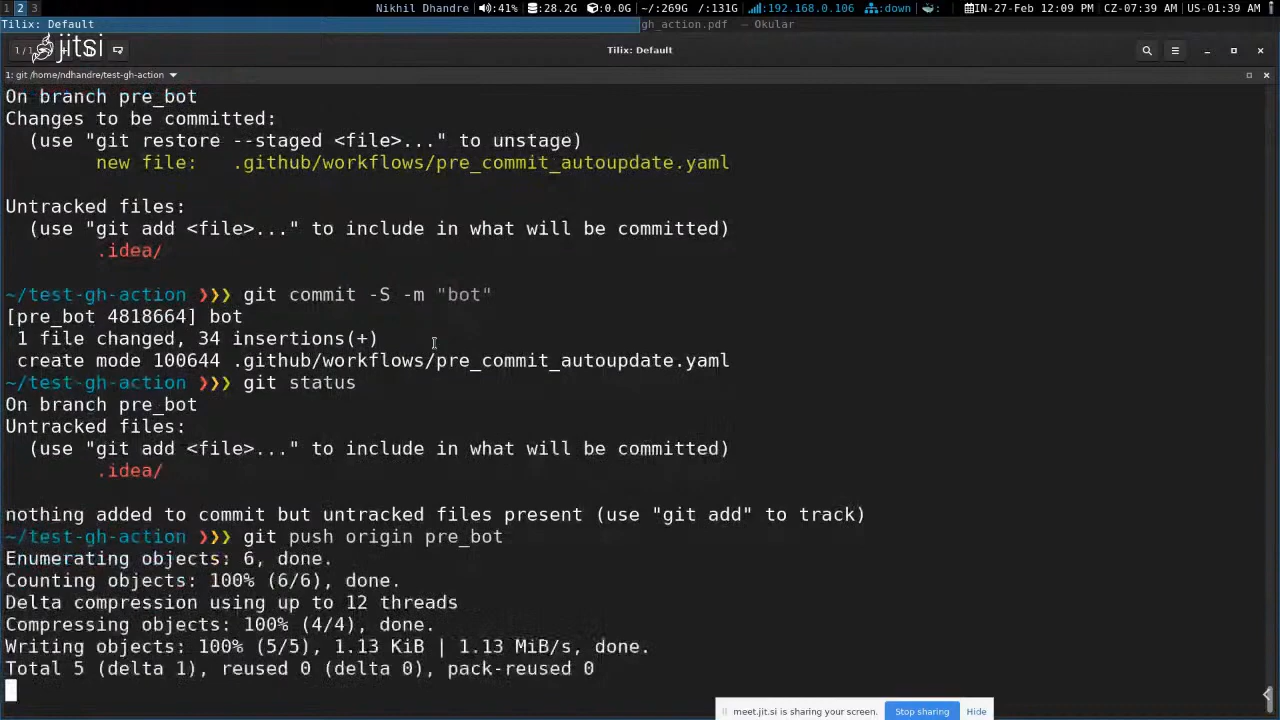 1 2 3 Nikhil Dhandre :41% :28.2G :0.0G ~/:269G /:131G :192.168.0.106 :down IN-27-Feb 12:09 PM CZ-07:39 AM US-01:39 AM
Tilix: Default gh_action.pdf — Okular
1/1 jitsi Tilix: Default
1: git /home/ndhandre/test-gh-action
On branch pre_bot
Changes to be committed:
(use "git restore --staged <file>..." to unstage)
new file: .github/workflows/pre_commit_autoupdate.yaml
Untracked files:
(use "git add <file>..." to include in what will be committed)
.idea/
~/test-gh-action ❯❯❯ git commit -S -m "bot"
[pre_bot 4818664] bot
1 file changed, 34 insertions(+)
create mode 100644 .github/workflows/pre_commit_autoupdate.yaml
~/test-gh-action ❯❯❯ git status
On branch pre_bot
Untracked files:
(use "git add <file>..." to include in what will be committed)
.idea/
nothing added to commit but untracked files present (use "git add" to track)
~/test-gh-action ❯❯❯ git push origin pre_bot
Enumerating objects: 6, done.
Counting objects: 100% (6/6), done.
Delta compression using up to 12 threads
Compressing objects: 100% (4/4), done.
Writing objects: 100% (5/5), 1.13 KiB | 1.13 MiB/s, done.
Total 5 (delta 1), reused 0 (delta 0), pack-reused 0
meet.jit.si is sharing your screen. Stop sharing Hide